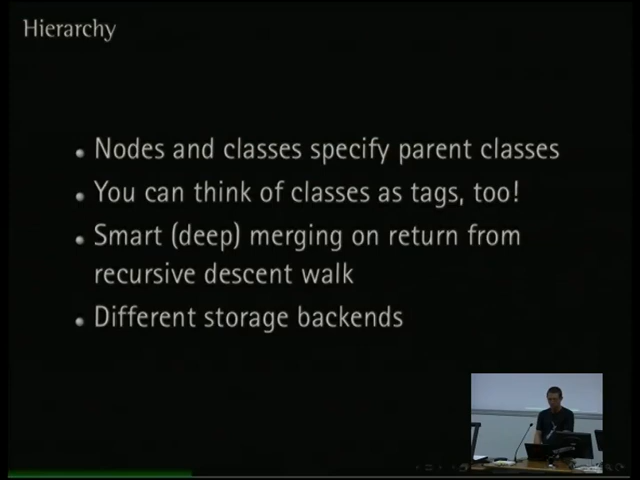 Hierarchy
Nodes and classes specify parent classes
You can think of classes as tags, too!
Smart (deep) merging on return from
recursive descent walk
Different storage backends